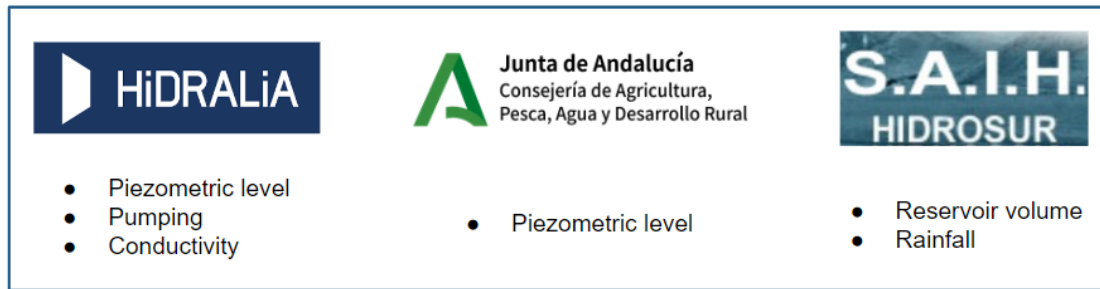 HiDRALiA
● Piezometric level
● Pumping
● Conductivity
Junta de Andalucía
Consejería de Agricultura,
Pesca, Agua y Desarrollo Rural
● Piezometric level
S.A.I.H.
HIDROSUR
● Reservoir volume
● Rainfall